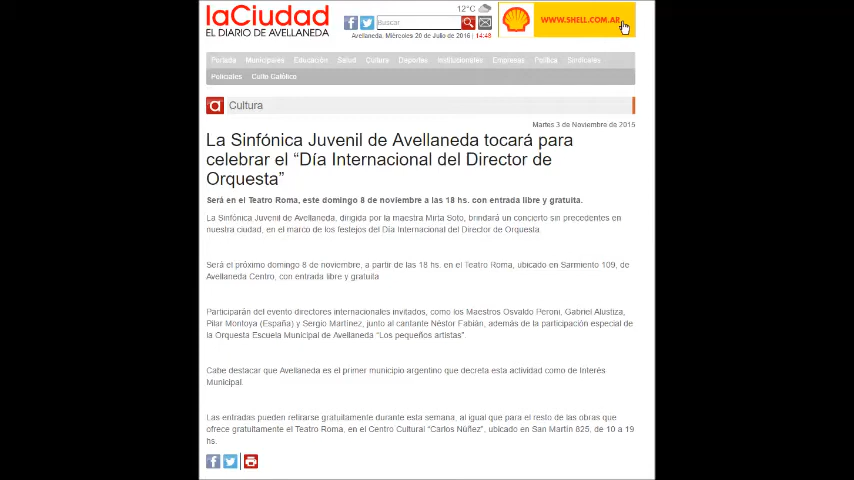 laCiudad
EL DIARIO DE AVELLANEDA
12°C
Buscar
Avellaneda, Miércoles 20 de Julio de 2016 | 14:48
WWW.SHELL.COM.AR
Portada Municipales Educación Salud Cultura Deportes Institucionales Empresas Política Sindicales
Policiales Culto Católico
a Cultura
Martes 3 de Noviembre de 2015
La Sinfónica Juvenil de Avellaneda tocará para
celebrar el “Día Internacional del Director de
Orquesta”
Será en el Teatro Roma, este domingo 8 de noviembre a las 18 hs. con entrada libre y gratuita.
La Sinfónica Juvenil de Avellaneda, dirigida por la maestra Mirta Soto, brindará un concierto sin precedentes en
nuestra ciudad, en el marco de los festejos del Día Internacional del Director de Orquesta.
Será el próximo domingo 8 de noviembre, a partir de las 18 hs. en el Teatro Roma, ubicado en Sarmiento 109, de
Avellaneda Centro, con entrada libre y gratuita
Participarán del evento directores internacionales invitados, como los Maestros Osvaldo Peroni, Gabriel Alustiza,
Pilar Montoya (España) y Sergio Martínez, junto al cantante Néstor Fabián, además de la participación especial de
la Orquesta Escuela Municipal de Avellaneda “Los pequeños artistas”.
Cabe destacar que Avellaneda es el primer municipio argentino que decreta esta actividad como de Interés
Municipal.
Las entradas pueden retirarse gratuitamente durante esta semana, al igual que para el resto de las obras que
ofrece gratuitamente el Teatro Roma, en el Centro Cultural “Carlos Núñez”, ubicado en San Martín 825, de 10 a 19
hs.